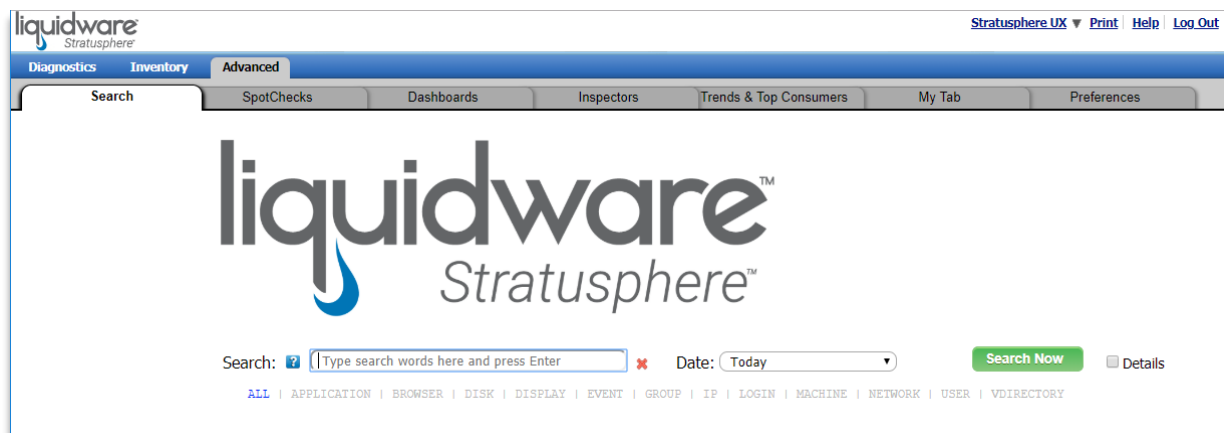 liquidware
Stratusphere
Stratusphere UX ▼ Print | Help | Log Out
Diagnostics Inventory Advanced
Search SpotChecks Dashboards Inspectors Trends & Top Consumers My Tab Preferences
liquidware™
Stratusphere™
Search: ? Type search words here and press Enter Date: Today Search Now Details
ALL | APPLICATION | BROWSER | DISK | DISPLAY | EVENT | GROUP | IP | LOGIN | MACHINE | NETWORK | USER | VDIRECTORY